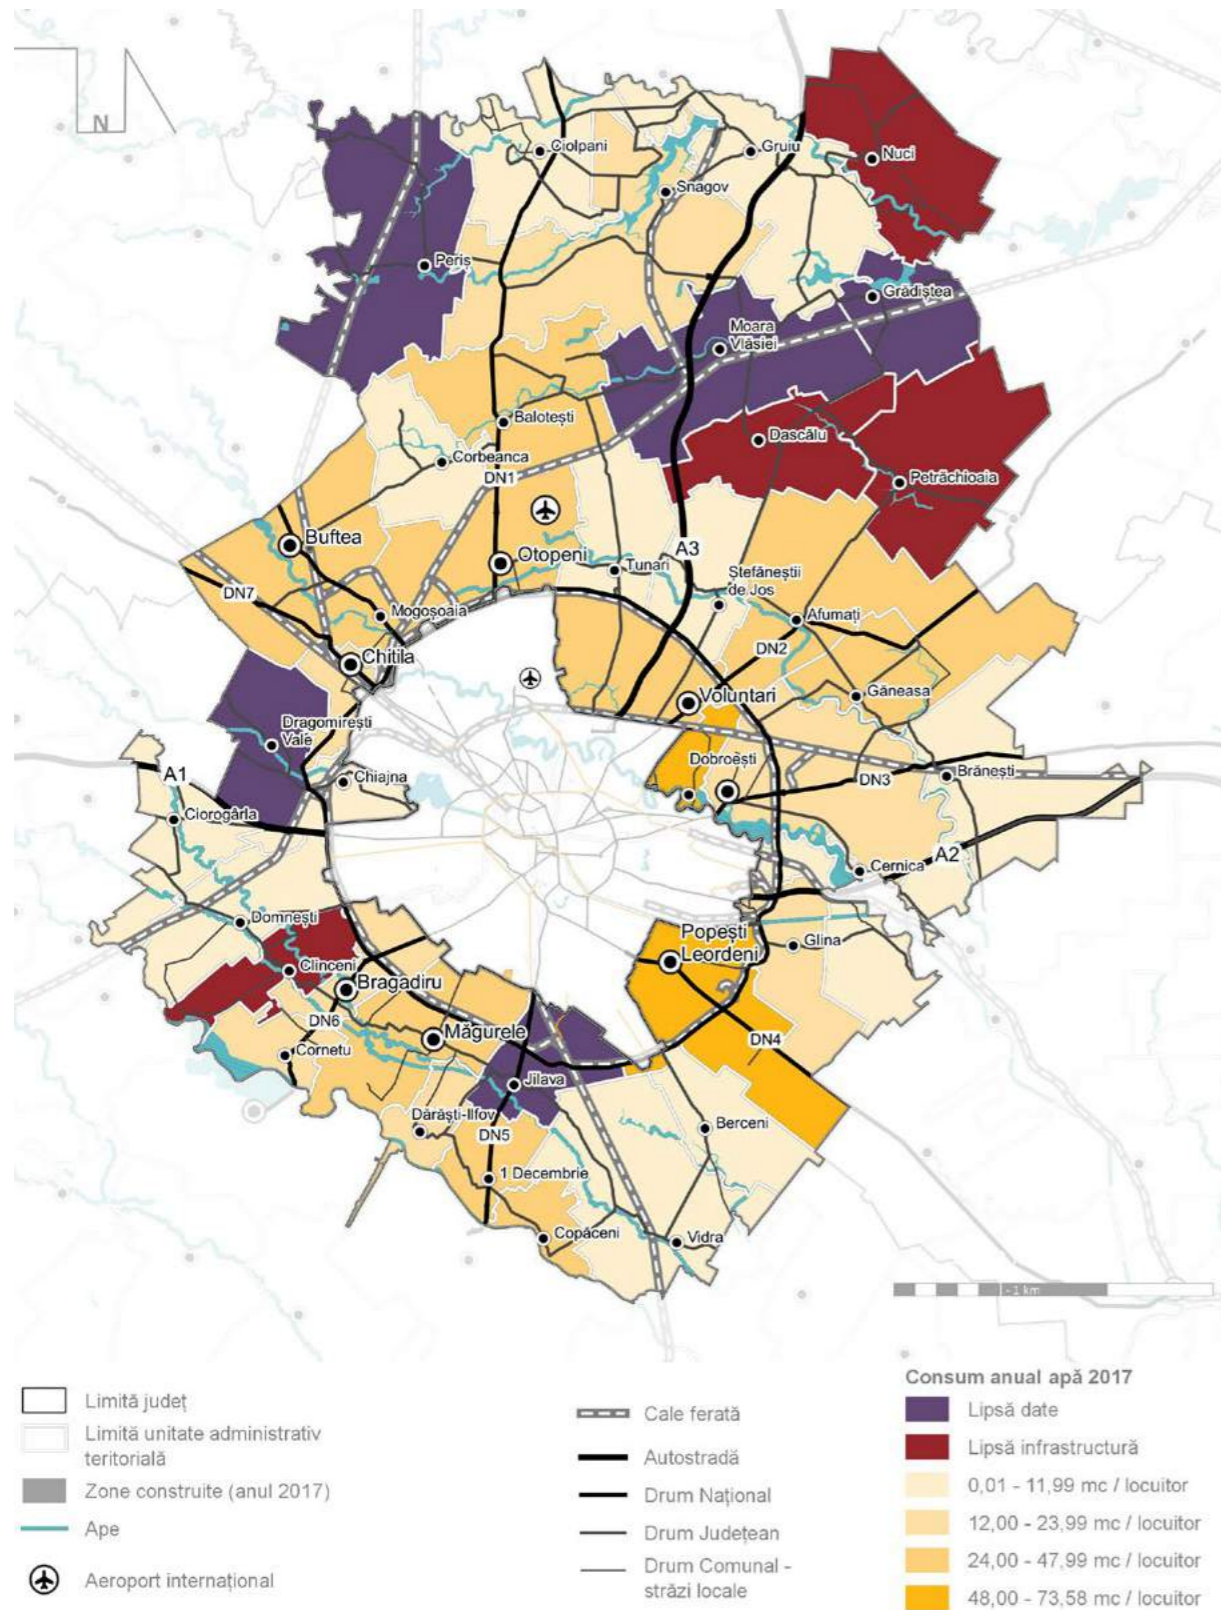 N
Ciolpani
Gruiu
Nuci
Snagov
Periș
Grădiștea
Moara
Vlăsiei
Balotești
Dascălu
Corbeanca
DN1
Petrăchioaia
Buftea
Otopeni
A3
Tunari
Ștefăneștii
de Jos
DN7
Mogoșoaia
Afumați
DN2
Chitila
Găneasa
Voluntari
Dragomirești
Vale
Dobroești
A1
Chiajna
DN3
Brănești
Ciorogârla
A2
Cernica
Domnești
Popești
Leordeni
Glina
Clinceni
Bragadiru
DN6
Măgurele
DN4
Cornetu
Jilava
Dărăști-Ilfov
DN5
Berceni
1 Decembrie
Copăceni
Vidra
~1 km
Limită județ
Limită unitate administrativ
teritorială
Zone construite (anul 2017)
Ape
Aeroport internațional
Cale ferată
Autostradă
Drum Național
Drum Județean
Drum Comunal -
străzi locale
Consum anual apă 2017
Lipsă date
Lipsă infrastructură
0,01 - 11,99 mc / locuitor
12,00 - 23,99 mc / locuitor
24,00 - 47,99 mc / locuitor
48,00 - 73,58 mc / locuitor